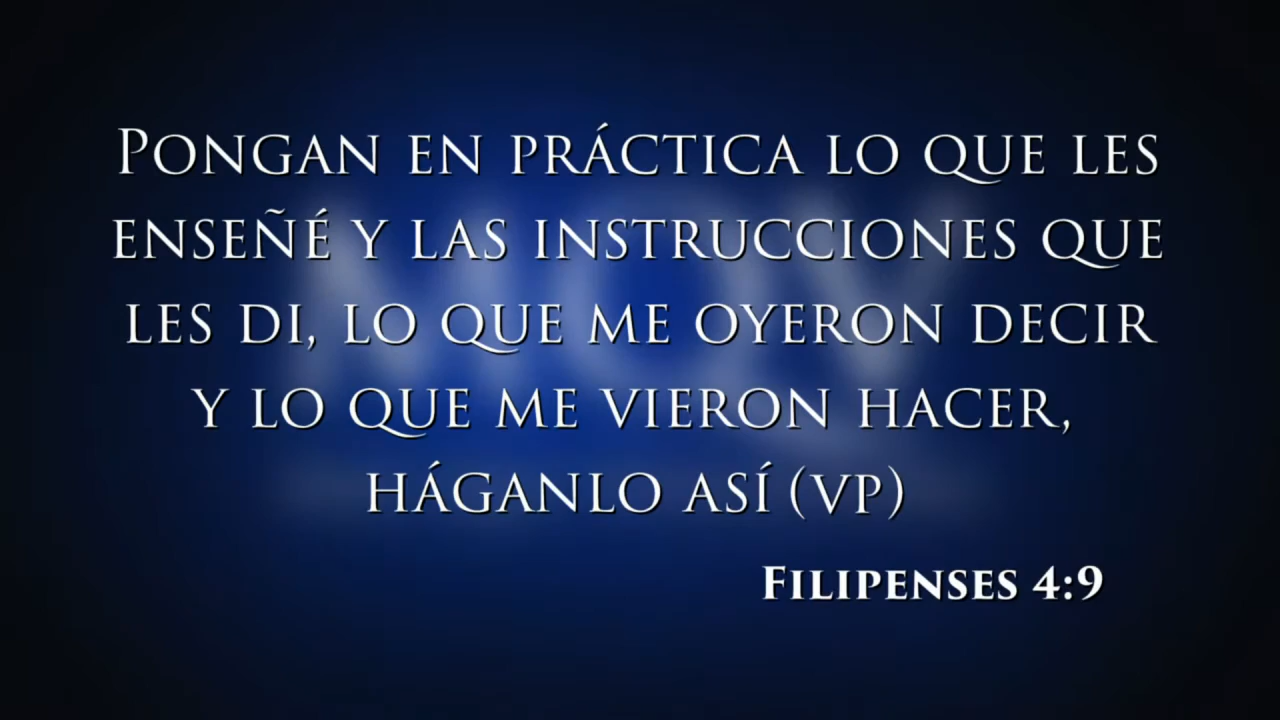 Pongan en práctica lo que les
enseñé y las instrucciones que
les di, lo que me oyeron decir
y lo que me vieron hacer,
háganlo así (vp)
Filipenses 4:9